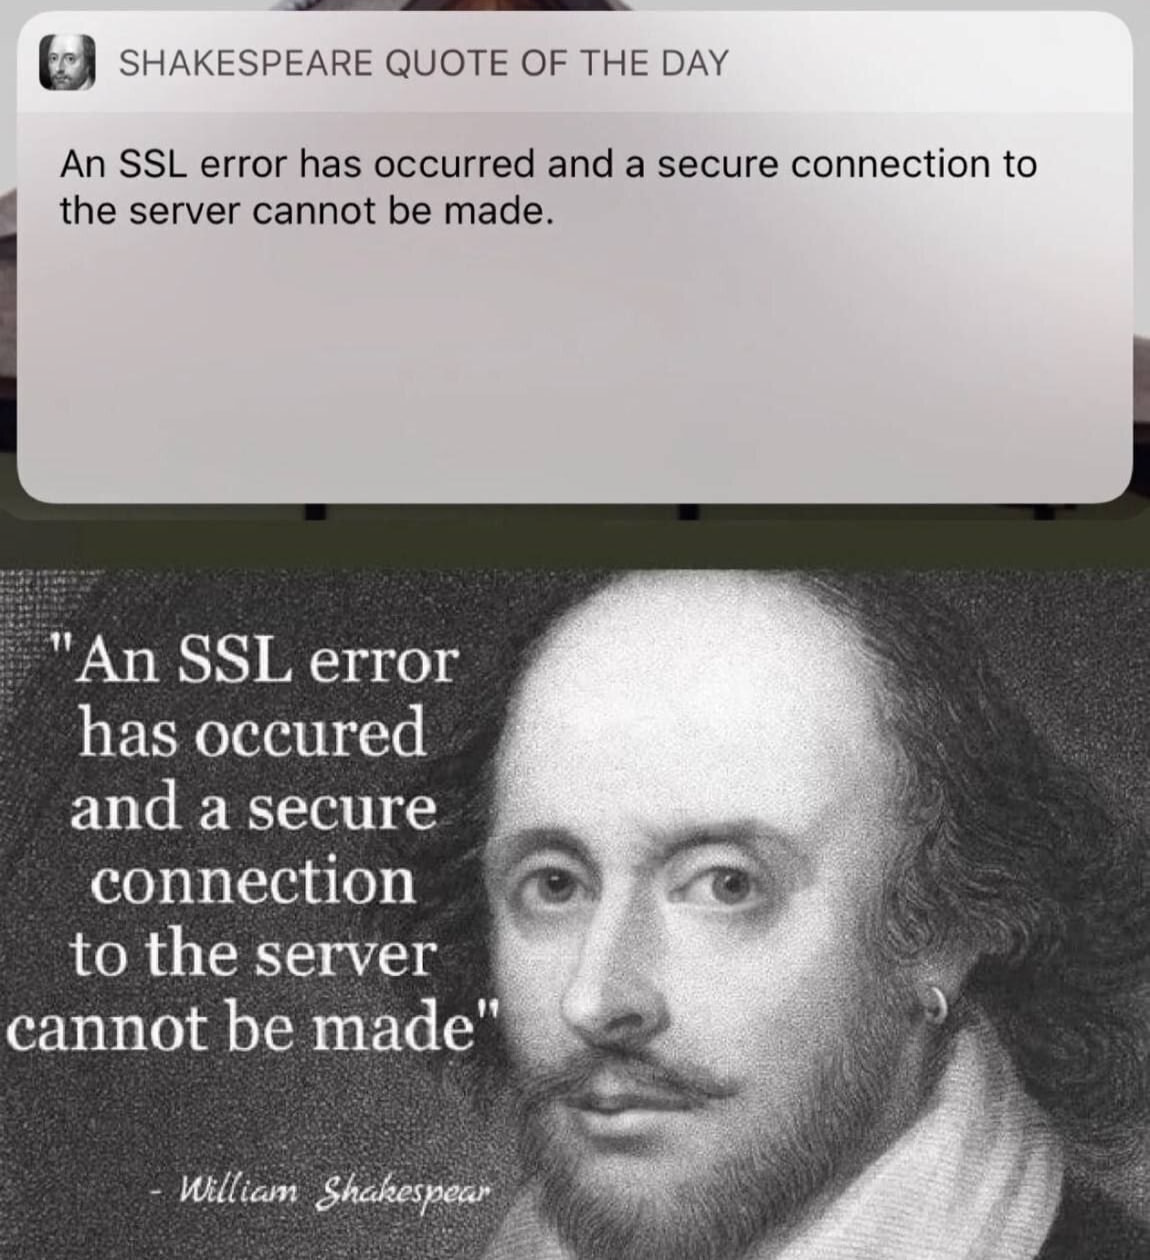 SHAKESPEARE QUOTE OF THE DAY
An SSL error has occurred and a secure connection to
the server cannot be made.
"An SSL error
has occured
and a secure
connection
to the server
cannot be made"
- William Shakespear